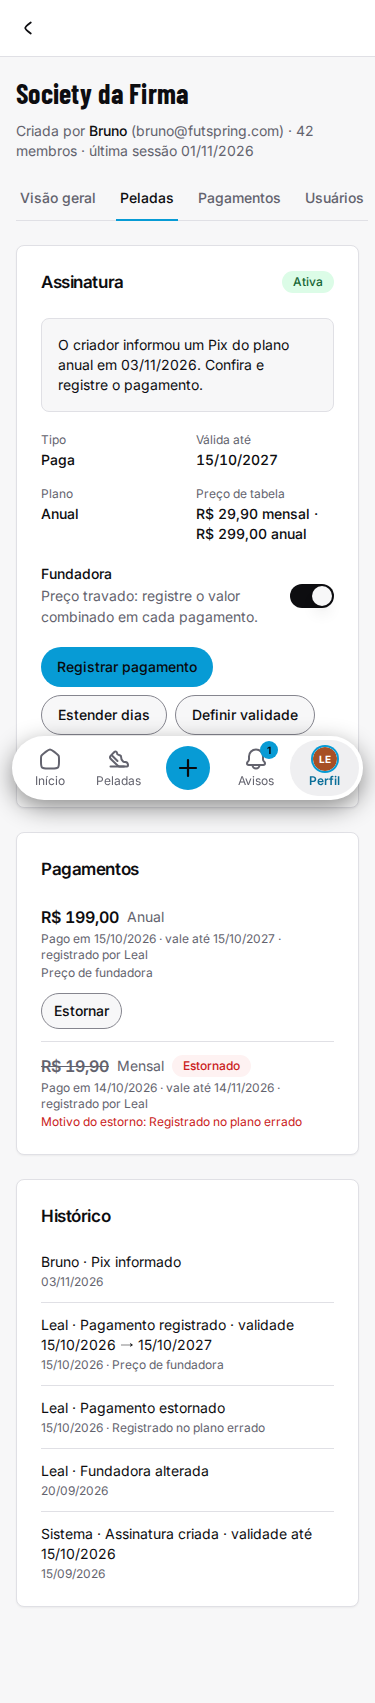 Society da Firma
Criada por Bruno (bruno@futspring.com) · 42
membros · última sessão 01/11/2026
Visão geral
Peladas
Pagamentos
Usuários
Assinatura
Ativa
O criador informou um Pix do plano
anual em 03/11/2026. Confira e
registre o pagamento.
Tipo
Válida até
Paga
15/10/2027
Plano
Preço de tabela
Anual
R$ 29,90 mensal ·
R$ 299,00 anual
Fundadora
Preço travado: registre o valor
combinado em cada pagamento.
Registrar pagamento
Estender dias
Definir validade
Início
Peladas
1
Avisos
LE
Perfil
Pagamentos
R$ 199,00 Anual
Pago em 15/10/2026 · vale até 15/10/2027 ·
registrado por Leal
Preço de fundadora
Estornar
R$ 19,90 Mensal Estornado
Pago em 14/10/2026 · vale até 14/11/2026 ·
registrado por Leal
Motivo do estorno: Registrado no plano errado
Histórico
Bruno · Pix informado
03/11/2026
Leal · Pagamento registrado · validade
15/10/2026 → 15/10/2027
15/10/2026 · Preço de fundadora
Leal · Pagamento estornado
15/10/2026 · Registrado no plano errado
Leal · Fundadora alterada
20/09/2026
Sistema · Assinatura criada · validade até
15/10/2026
15/09/2026